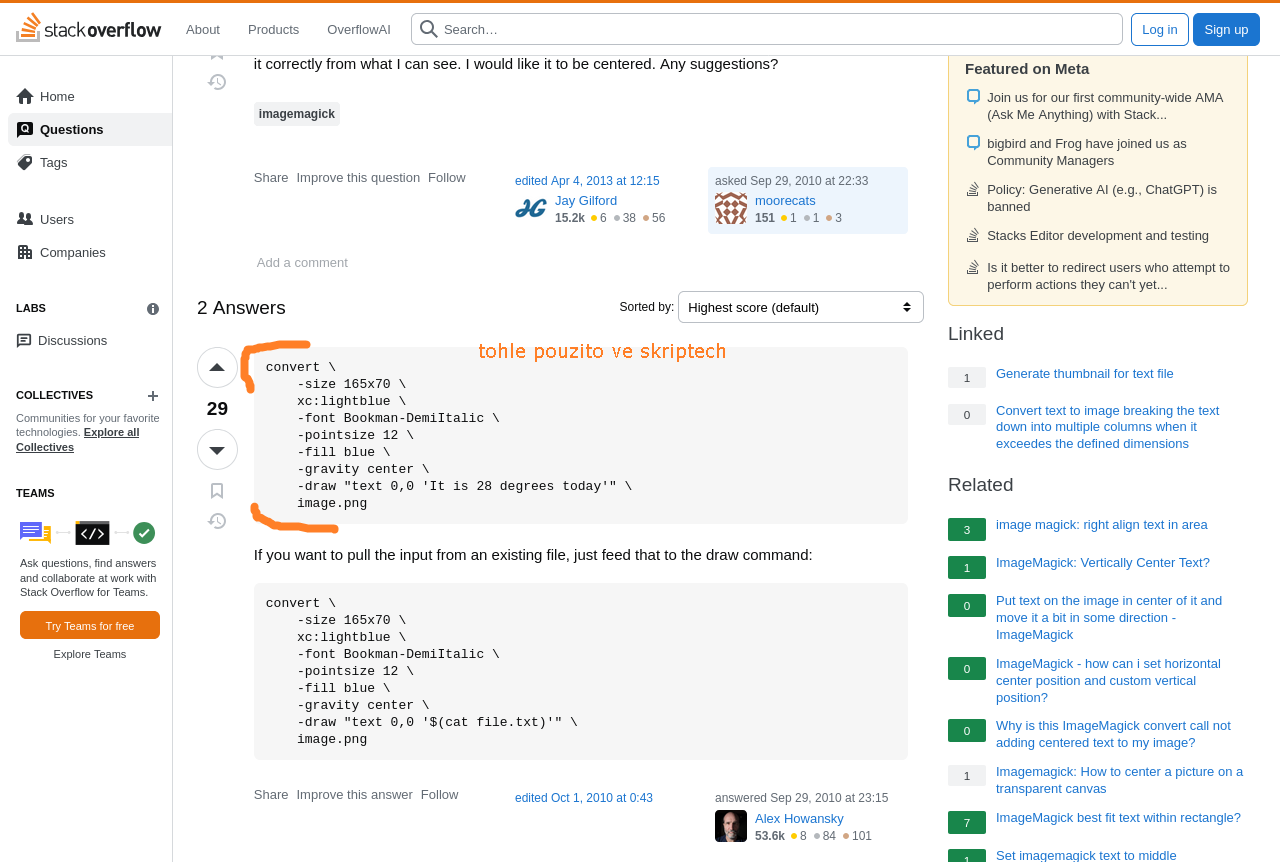 stackoverflow
About
Products
OverflowAI
Search…
Log in
Sign up
Home
Questions
Tags
Users
Companies
LABS
Discussions
COLLECTIVES
Communities for your favorite
technologies. Explore all
Collectives
TEAMS
Ask questions, find answers
and collaborate at work with
Stack Overflow for Teams.
Try Teams for free
Explore Teams
it correctly from what I can see. I would like it to be centered. Any suggestions?
imagemagick
Share Improve this question Follow
edited Apr 4, 2013 at 12:15
Jay Gilford
15.2k 6 38 56
asked Sep 29, 2010 at 22:33
moorecats
151 1 1 3
Add a comment
2 Answers
Sorted by:
Highest score (default)
tohle pouzito ve skriptech
29
convert \
-size 165x70 \
xc:lightblue \
-font Bookman-DemiItalic \
-pointsize 12 \
-fill blue \
-gravity center \
-draw "text 0,0 'It is 28 degrees today'" \
image.png
If you want to pull the input from an existing file, just feed that to the draw command:
convert \
-size 165x70 \
xc:lightblue \
-font Bookman-DemiItalic \
-pointsize 12 \
-fill blue \
-gravity center \
-draw "text 0,0 '$(cat file.txt)'" \
image.png
Share Improve this answer Follow
edited Oct 1, 2010 at 0:43
answered Sep 29, 2010 at 23:15
Alex Howansky
53.6k 8 84 101
Featured on Meta
Join us for our first community-wide AMA
(Ask Me Anything) with Stack...
bigbird and Frog have joined us as
Community Managers
Policy: Generative AI (e.g., ChatGPT) is
banned
Stacks Editor development and testing
Is it better to redirect users who attempt to
perform actions they can't yet...
Linked
1 Generate thumbnail for text file
0 Convert text to image breaking the text
down into multiple columns when it
exceedes the defined dimensions
Related
3 image magick: right align text in area
1 ImageMagick: Vertically Center Text?
0 Put text on the image in center of it and
move it a bit in some direction -
ImageMagick
0 ImageMagick - how can i set horizontal
center position and custom vertical
position?
0 Why is this ImageMagick convert call not
adding centered text to my image?
1 Imagemagick: How to center a picture on a
transparent canvas
7 ImageMagick best fit text within rectangle?
1 Set imagemagick text to middle